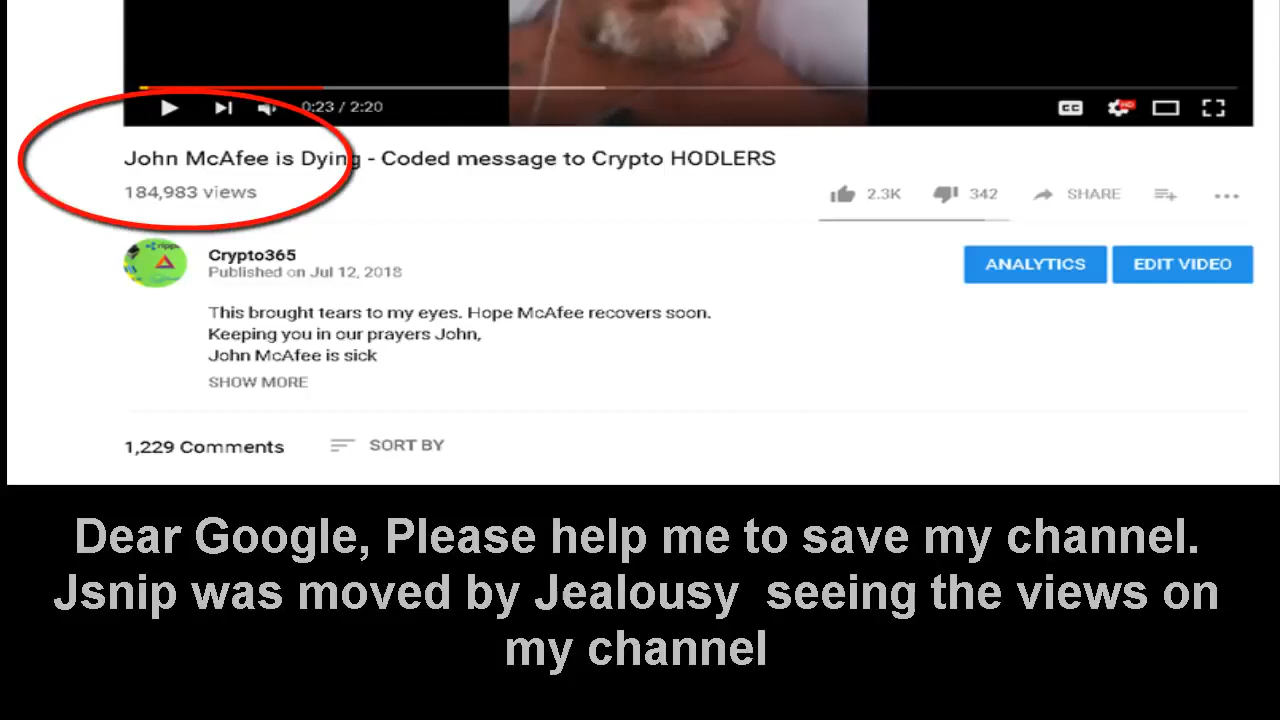 0:23 / 2:20
CC HD
John McAfee is Dying - Coded message to Crypto HODLERS
184,983 views
2.3K 342 SHARE
Crypto365
Published on Jul 12, 2018
ANALYTICS EDIT VIDEO
This brought tears to my eyes. Hope McAfee recovers soon.
Keeping you in our prayers John,
John McAfee is sick
SHOW MORE
1,229 Comments SORT BY
Dear Google, Please help me to save my channel.
Jsnip was moved by Jealousy seeing the views on
my channel